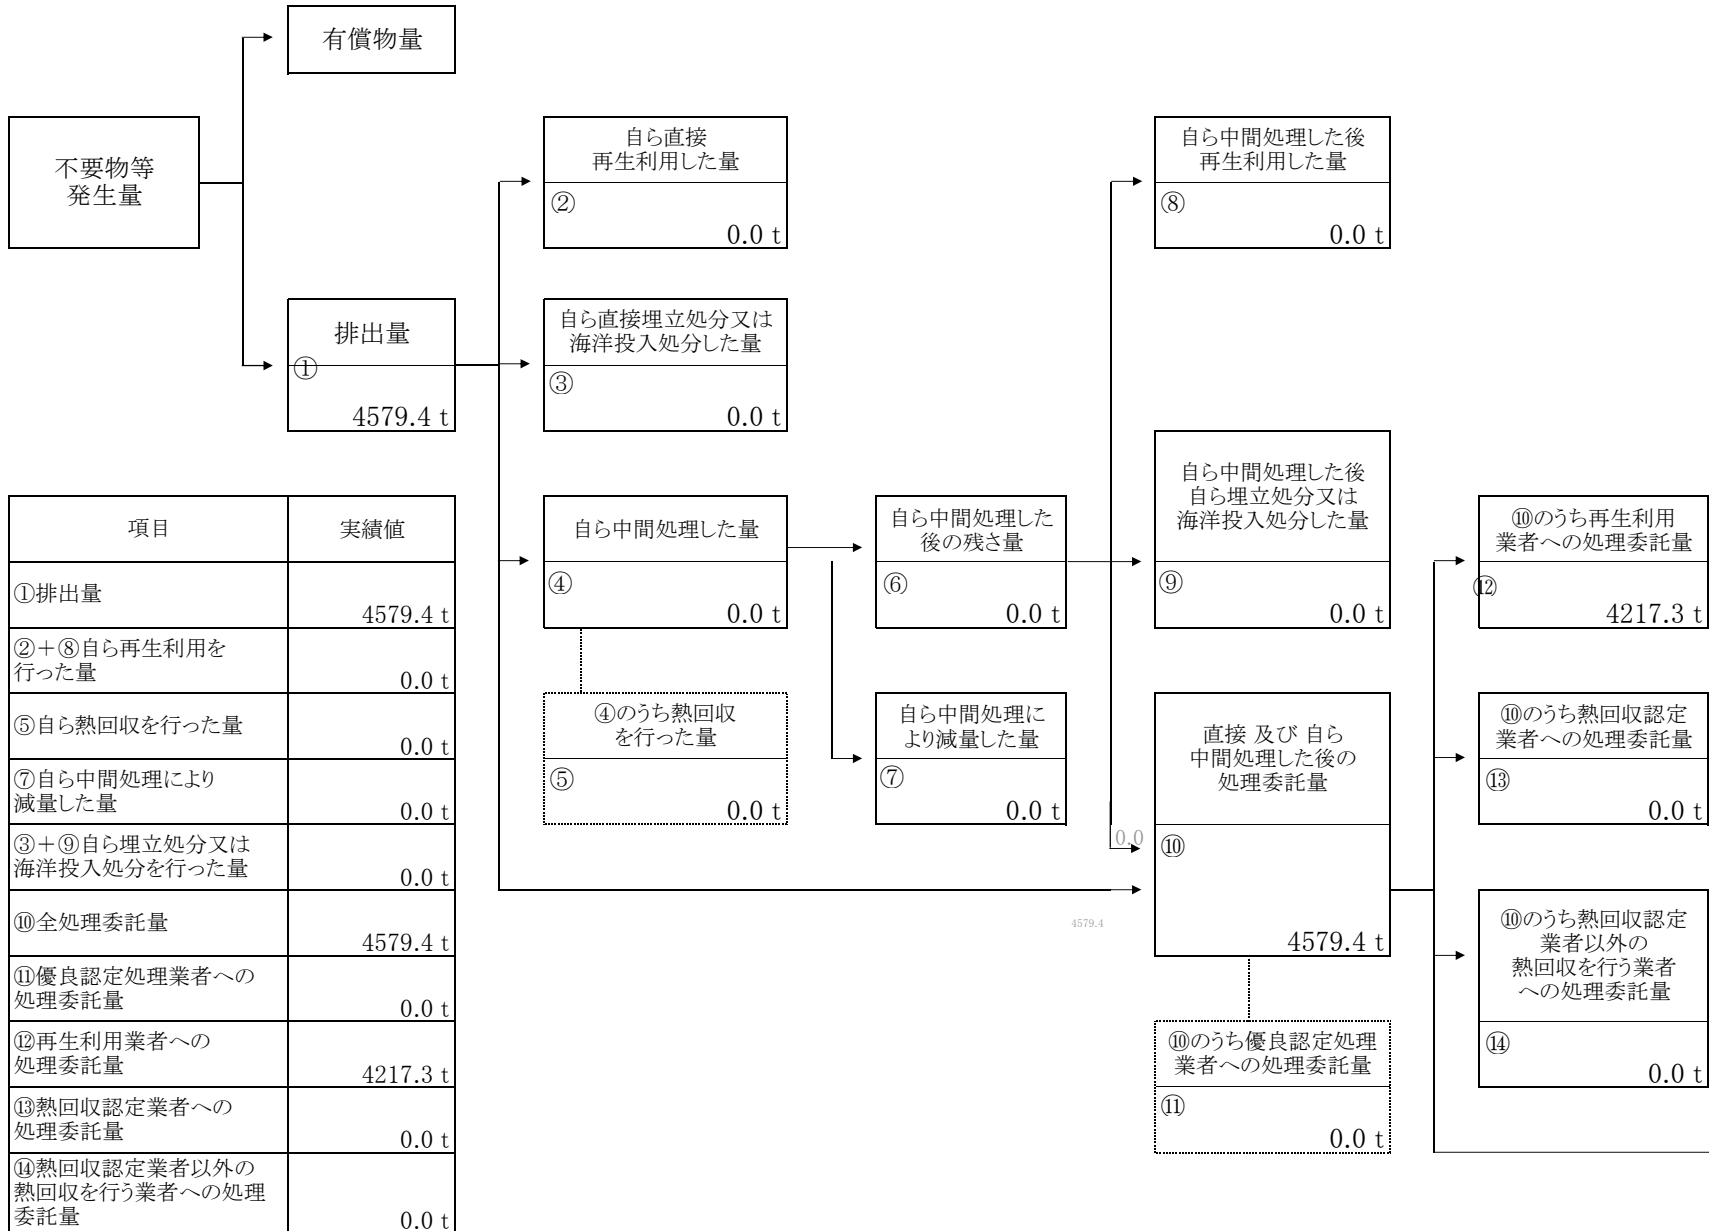 有償物量
不要物等
発生量
自ら直接
再生利用した量
②
0.0 t
自ら中間処理した後
再生利用した量
⑧
0.0 t
排出量
①
4579.4 t
自ら直接埋立処分又は
海洋投入処分した量
③
0.0 t
自ら中間処理した量
④
0.0 t
自ら中間処理した
後の残さ量
⑥
0.0 t
自ら中間処理した後
自ら埋立処分又は
海洋投入処分した量
⑨
0.0 t
⑩のうち再生利用
業者への処理委託量
⑫
4217.3 t
④のうち熱回収
を行った量
⑤
0.0 t
自ら中間処理に
より減量した量
⑦
0.0 t
直接 及び 自ら
中間処理した後の
処理委託量
0.0
⑩
4579.4
4579.4 t
⑩のうち熱回収認定
業者への処理委託量
⑬
0.0 t
⑩のうち熱回収認定
業者以外の
熱回収を行う業者
への処理委託量
⑭
0.0 t
⑩のうち優良認定処理
業者への処理委託量
⑪
0.0 t
項目 実績値
①排出量
4579.4 t
②+⑧自ら再生利用を
行った量
0.0 t
⑤自ら熱回収を行った量
0.0 t
⑦自ら中間処理により
減量した量
0.0 t
③+⑨自ら埋立処分又は
海洋投入処分を行った量
0.0 t
⑩全処理委託量
4579.4 t
⑪優良認定処理業者への
処理委託量
0.0 t
⑫再生利用業者への
処理委託量
4217.3 t
⑬熱回収認定業者への
処理委託量
0.0 t
⑭熱回収認定業者以外の
熱回収を行う業者への処理
委託量
0.0 t